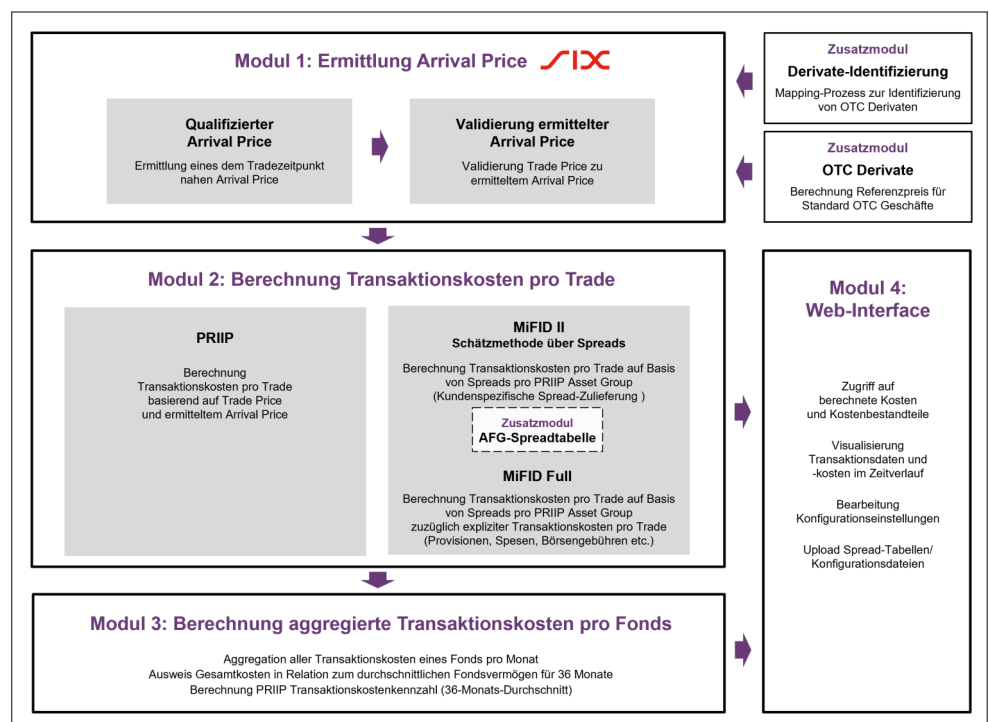 Modul 1: Ermittlung Arrival Price SIX
Qualifizierter
Arrival Price
Ermittlung eines dem Tradezeitpunkt
nahen Arrival Price
Validierung ermittelter
Arrival Price
Validierung Trade Price zu
ermitteltem Arrival Price
Zusatzmodul
Derivate-Identifizierung
Mapping-Prozess zur Identifizierung
von OTC Derivaten
Zusatzmodul
OTC Derivate
Berechnung Referenzpreis für
Standard OTC Geschäfte
Modul 2: Berechnung Transaktionskosten pro Trade
PRIIP
Berechnung
Transaktionskosten pro Trade
basierend auf Trade Price
und ermitteltem Arrival Price
MiFID II
Schätzmethode über Spreads
Berechnung Transaktionskosten pro Trade auf Basis
von Spreads pro PRIIP Asset Group
(Kundenspezifische Spread-Zulieferung )
Zusatzmodul
AFG-Spreadtabelle
MiFID Full
Berechnung Transaktionskosten pro Trade auf Basis
von Spreads pro PRIIP Asset Group
zuzüglich expliziter Transaktionskosten pro Trade
(Provisionen, Spesen, Börsengebühren etc.)
Modul 3: Berechnung aggregierte Transaktionskosten pro Fonds
Aggregation aller Transaktionskosten eines Fonds pro Monat
Ausweis Gesamtkosten in Relation zum durchschnittlichen Fondsvermögen für 36 Monate
Berechnung PRIIP Transaktionskostenkennzahl (36-Monats-Durchschnitt)
Modul 4:
Web-Interface
Zugriff auf
berechnete Kosten
und Kostenbestandteile
Visualisierung
Transaktionsdaten und
-kosten im Zeitverlauf
Bearbeitung
Konfigurationseinstellungen
Upload Spread-Tabellen/
Konfigurationsdateien